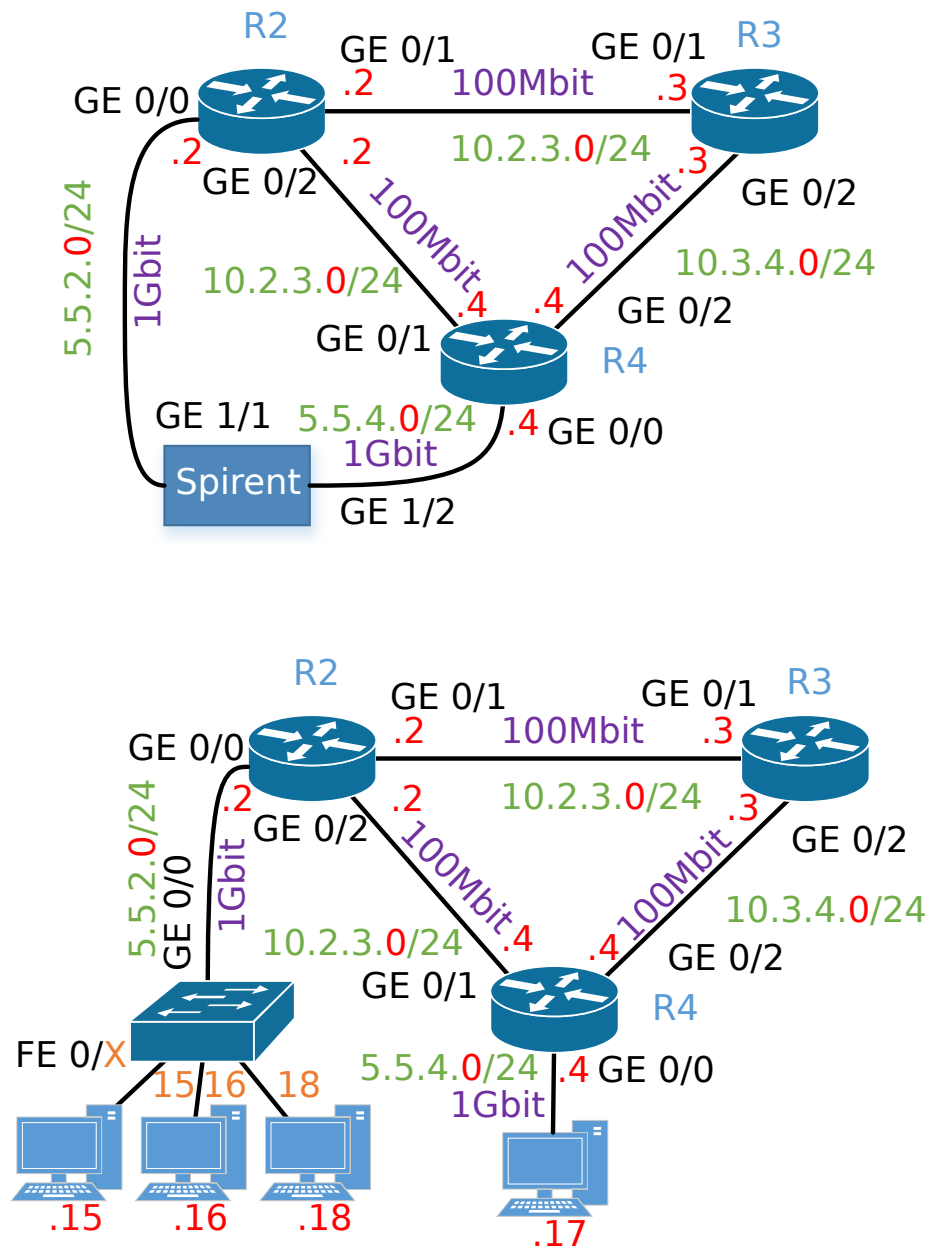 R2
R3
GE 0/1
GE 0/1
.2
100Mbit
.3
GE 0/0
.2
.2
10.2.3.0/24
.3
GE 0/2
GE 0/2
100Mbit
100Mbit
5.5.2.0/24
1Gbit
10.2.3.0/24
10.3.4.0/24
.4
.4
GE 0/2
GE 0/1
R4
GE 1/1
5.5.4.0/24
.4
GE 0/0
1Gbit
Spirent
GE 1/2
R2
R3
GE 0/1
GE 0/1
.2
100Mbit
.3
GE 0/0
.2
.2
10.2.3.0/24
.3
GE 0/2
GE 0/2
100Mbit
100Mbit
5.5.2.0/24
GE 0/0
1Gbit
10.2.3.0/24
10.3.4.0/24
.4
.4
GE 0/2
GE 0/1
R4
FE 0/X
5.5.4.0/24
.4
GE 0/0
15
16
18
1Gbit
.15
.16
.18
.17